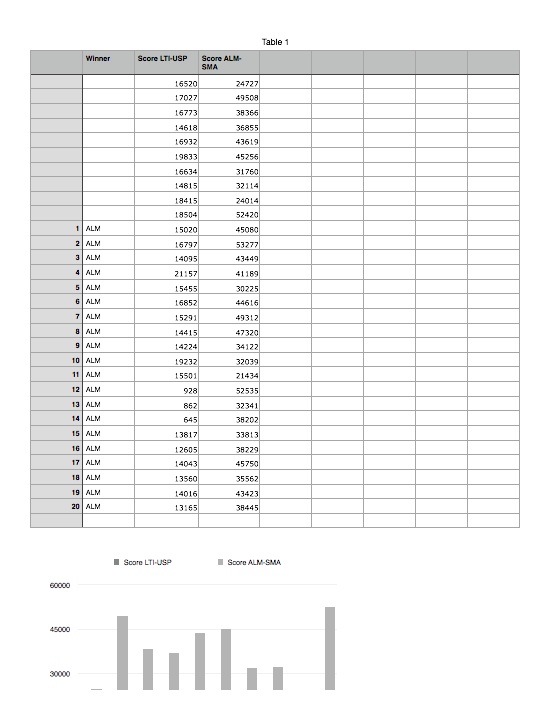 Table 1
Winner Score LTI-USP Score ALM-SMA
16520 24727
17027 49508
16773 38366
14618 36855
16932 43619
19833 45256
16634 31760
14815 32114
18415 24014
18504 52420
1 ALM 15020 45080
2 ALM 16797 53277
3 ALM 14095 43449
4 ALM 21157 41189
5 ALM 15455 30225
6 ALM 16852 44616
7 ALM 15291 49312
8 ALM 14415 47320
9 ALM 14224 34122
10 ALM 19232 32039
11 ALM 15501 21434
12 ALM 928 52535
13 ALM 862 32341
14 ALM 645 38202
15 ALM 13817 33813
16 ALM 12605 38229
17 ALM 14043 45750
18 ALM 13560 35562
19 ALM 14016 43423
20 ALM 13165 38445
Score LTI-USP Score ALM-SMA
60000
45000
30000